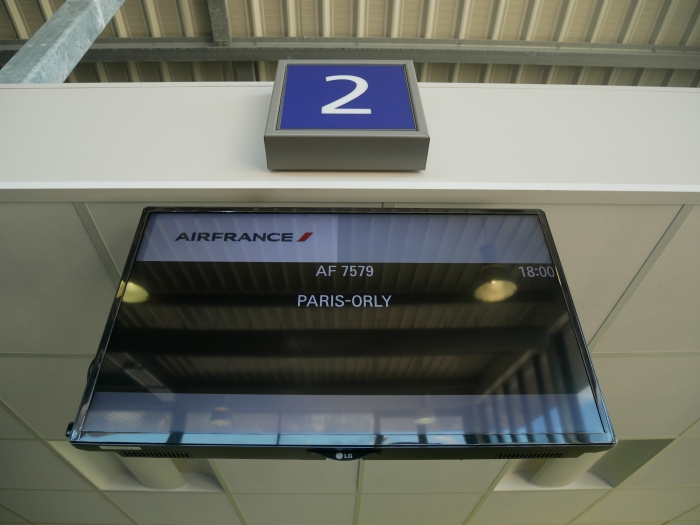 2
AIRFRANCE
AF 7579 18:00
PARIS-ORLY
LG